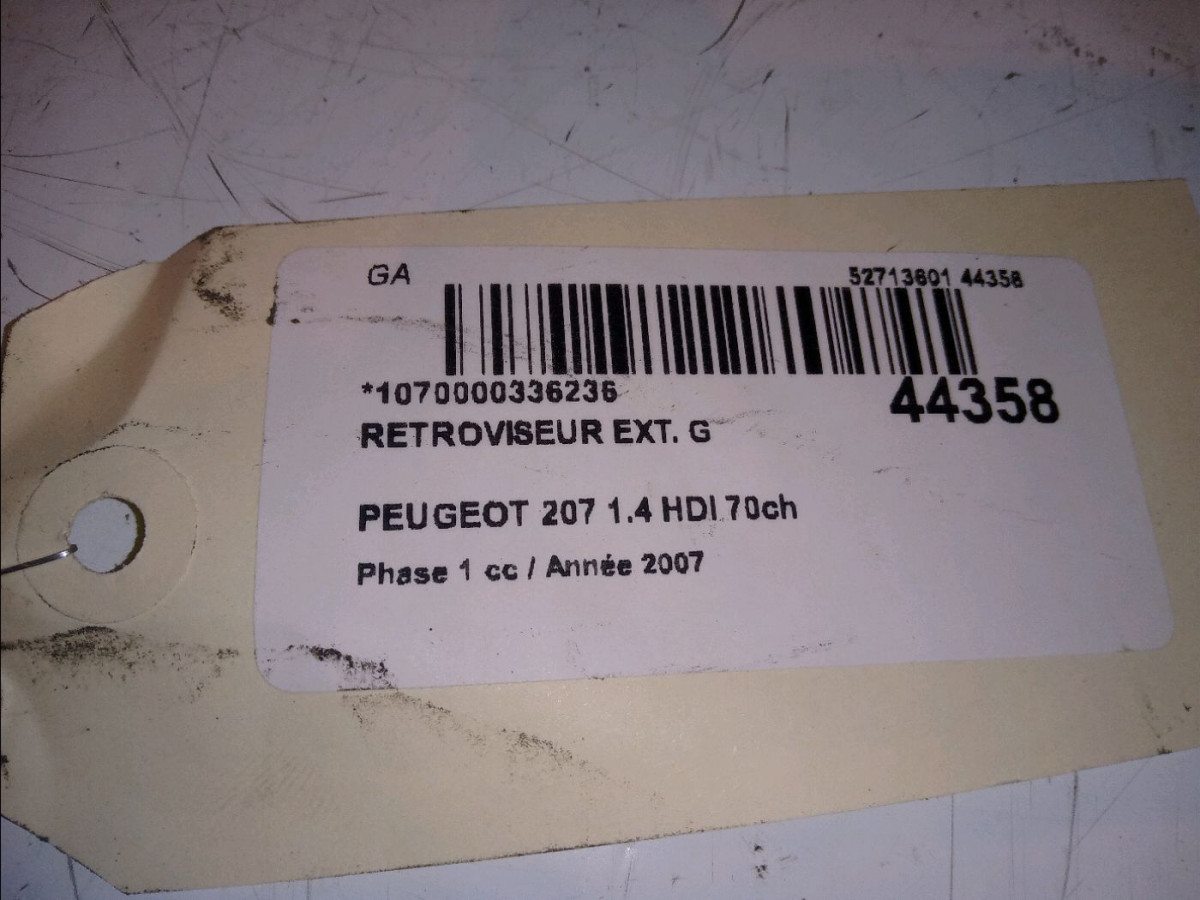 GA 52713601 44358
*1070000336236 44358
RETROVISEUR EXT. G
PEUGEOT 207 1.4 HDI 70ch
Phase 1 cc / Année 2007